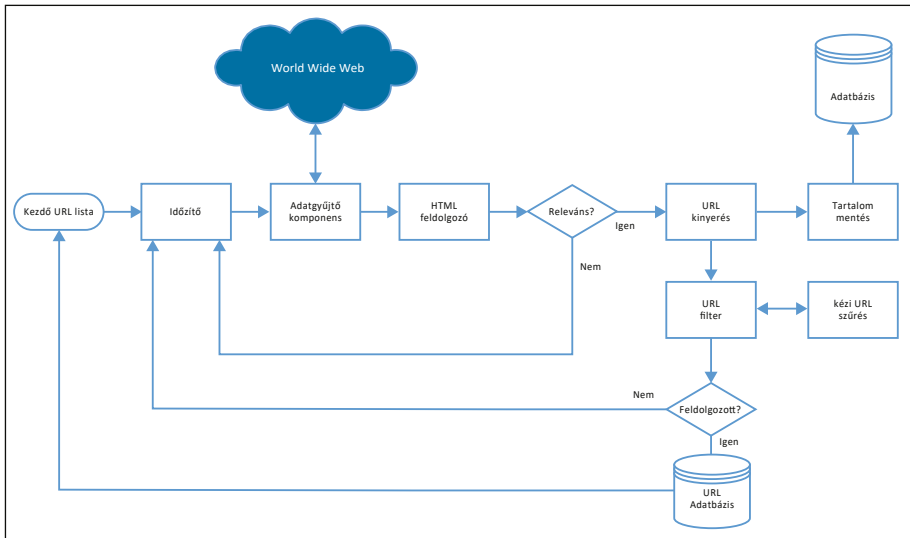 World Wide Web
Adatbázis
Kezdő URL lista
Időzítő
Adatgyűjtő
komponens
HTML
feldolgozó
Releváns?
Igen
URL
kinyerés
Tartalom
mentés
Nem
URL
filter
kézi URL
szűrés
Nem
Feldolgozott?
Igen
URL
Adatbázis